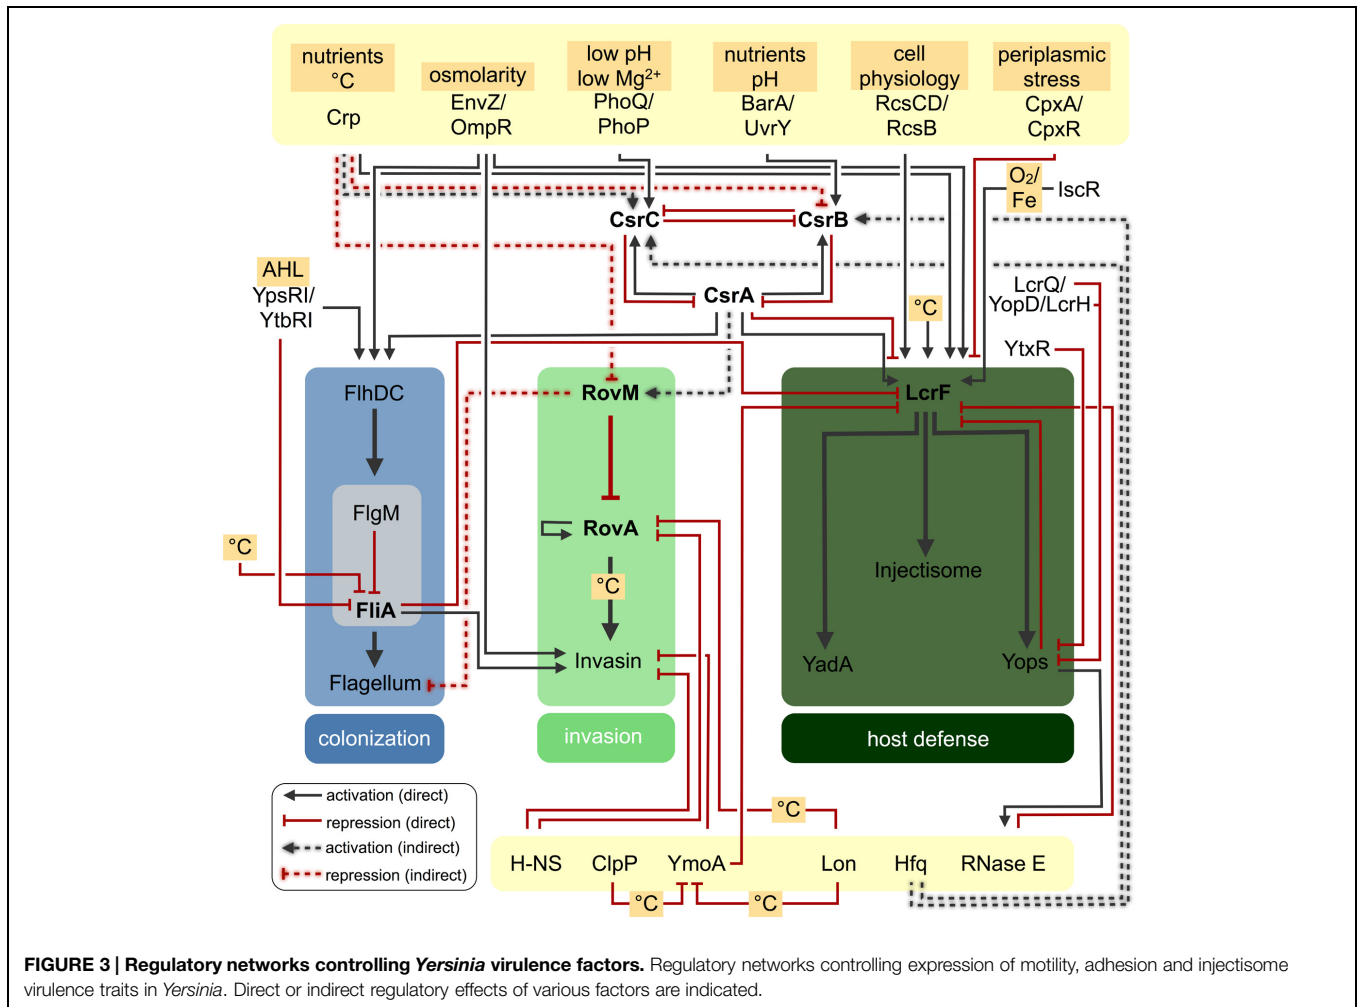 nutrients
°C
Crp
osmolarity
EnvZ/
OmpR
low pH
low Mg²⁺
PhoQ/
PhoP
nutrients
pH
BarA/
UvrY
cell
physiology
RcsCD/
RcsB
periplasmic
stress
CpxA/
CpxR
O₂/
Fe
IscR
CsrC
CsrB
AHL
YpsRI/
YtbRI
CsrA
°C
LcrQ/
YopD/LcrH
YtxR
FlhDC
RovM
LcrF
FlgM
RovA
°C
°C
Injectisome
FliA
Invasin
YadA
Yops
Flagellum
colonization
invasion
host defense
activation (direct)
repression (direct)
activation (indirect)
repression (indirect)
°C
H-NS
ClpP
YmoA
Lon
Hfq
RNase E
°C
°C
FIGURE 3 | Regulatory networks controlling Yersinia virulence factors. Regulatory networks controlling expression of motility, adhesion and injectisome
virulence traits in Yersinia. Direct or indirect regulatory effects of various factors are indicated.